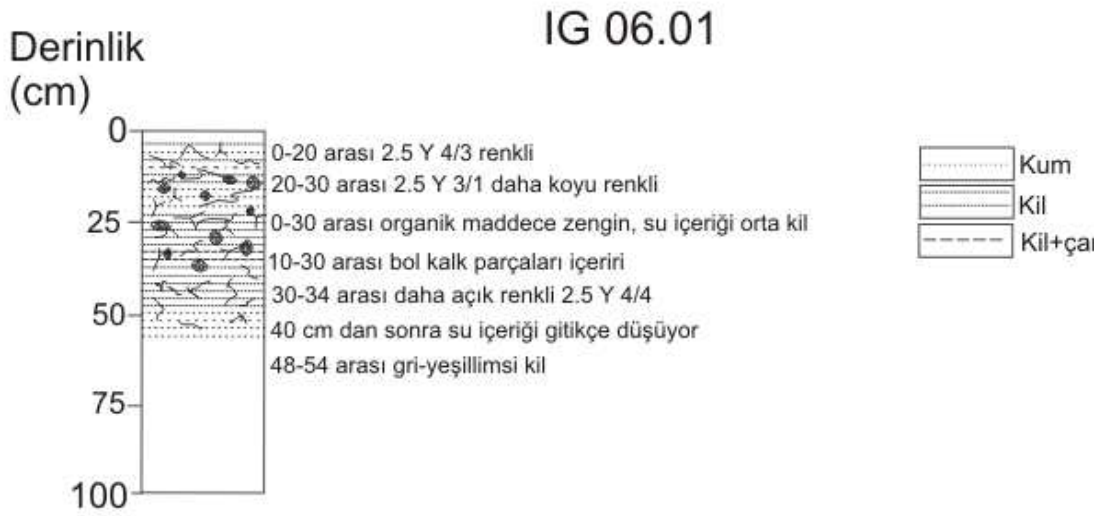 IG 06.01
Derinlik
(cm)
0
25
50
75
100
0-20 arası 2.5 Y 4/3 renkli
20-30 arası 2.5 Y 3/1 daha koyu renkli
0-30 arası organik maddece zengin, su içeriği orta kil
10-30 arası bol kalk parçaları içeriri
30-34 arası daha açık renkli 2.5 Y 4/4
40 cm dan sonra su içeriği gitikçe düşüyor
48-54 arası gri-yeşillimsi kil
Kum
Kil
Kil+çar